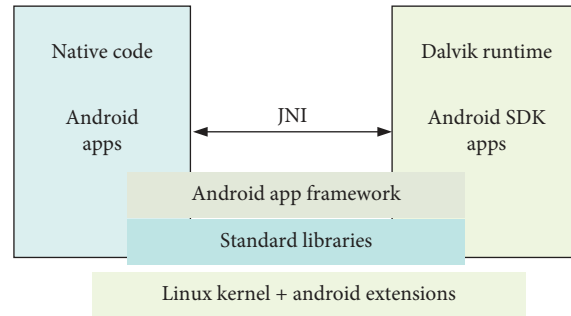 Native code
Android
apps
JNI
Dalvik runtime
Android SDK
apps
Android app framework
Standard libraries
Linux kernel + android extensions